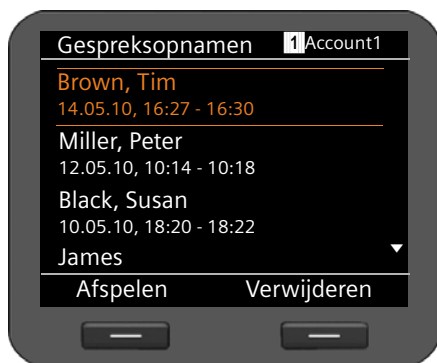 Gespreksopnamen 1 Account1
Brown, Tim
14.05.10, 16:27 - 16:30
Miller, Peter
12.05.10, 10:14 - 10:18
Black, Susan
10.05.10, 18:20 - 18:22
James
Afspelen Verwijderen